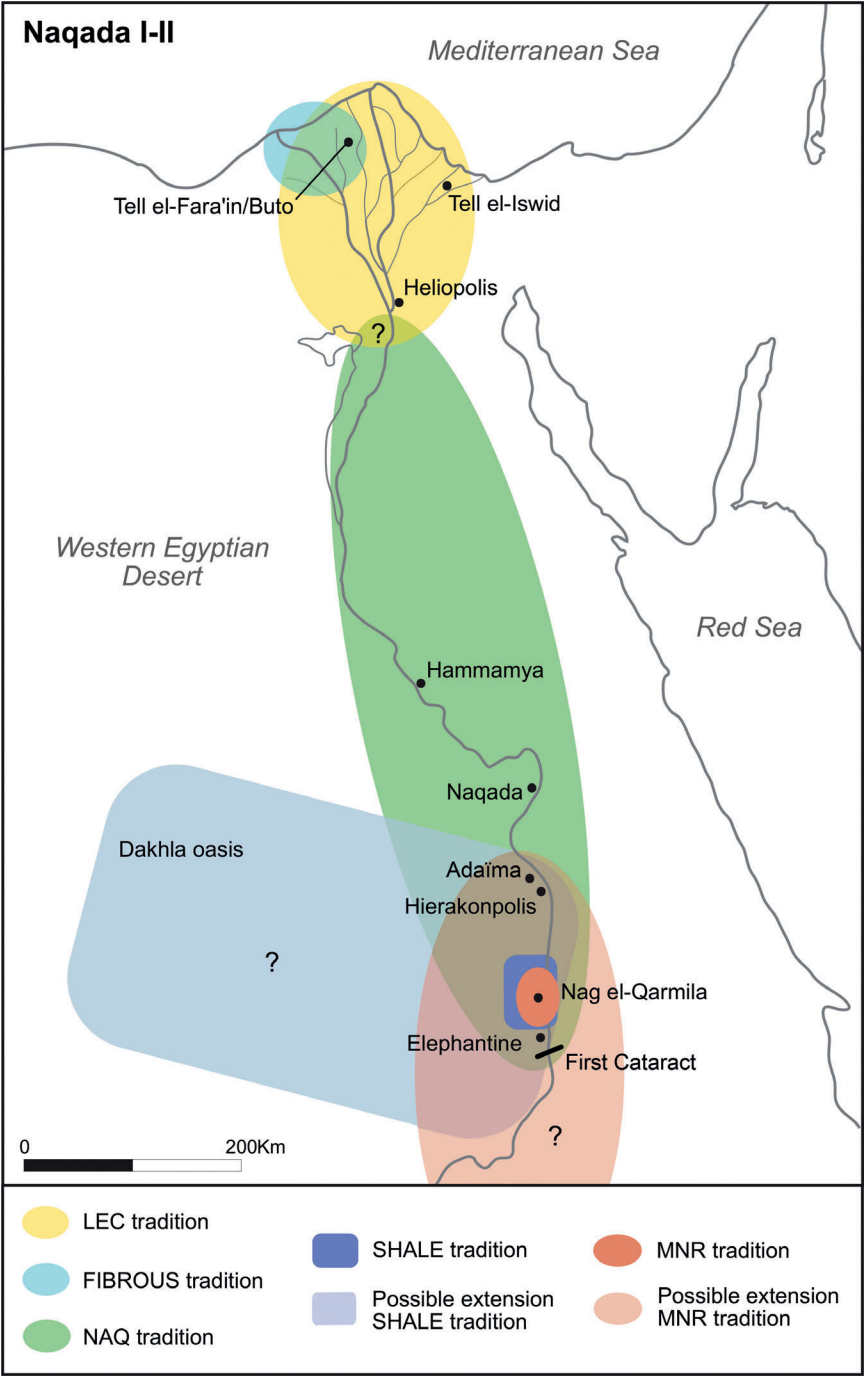 Naqada I-II
Mediterranean Sea
Tell el-Fara'in/Buto
Tell el-Iswid
Heliopolis
?
Western Egyptian
Desert
Red Sea
Hammamya
Naqada
Dakhla oasis
Adaïma
Hierakonpolis
?
Nag el-Qarmila
Elephantine
First Cataract
?
0
200Km
LEC tradition
FIBROUS tradition
NAQ tradition
SHALE tradition
Possible extension
SHALE tradition
MNR tradition
Possible extension
MNR tradition